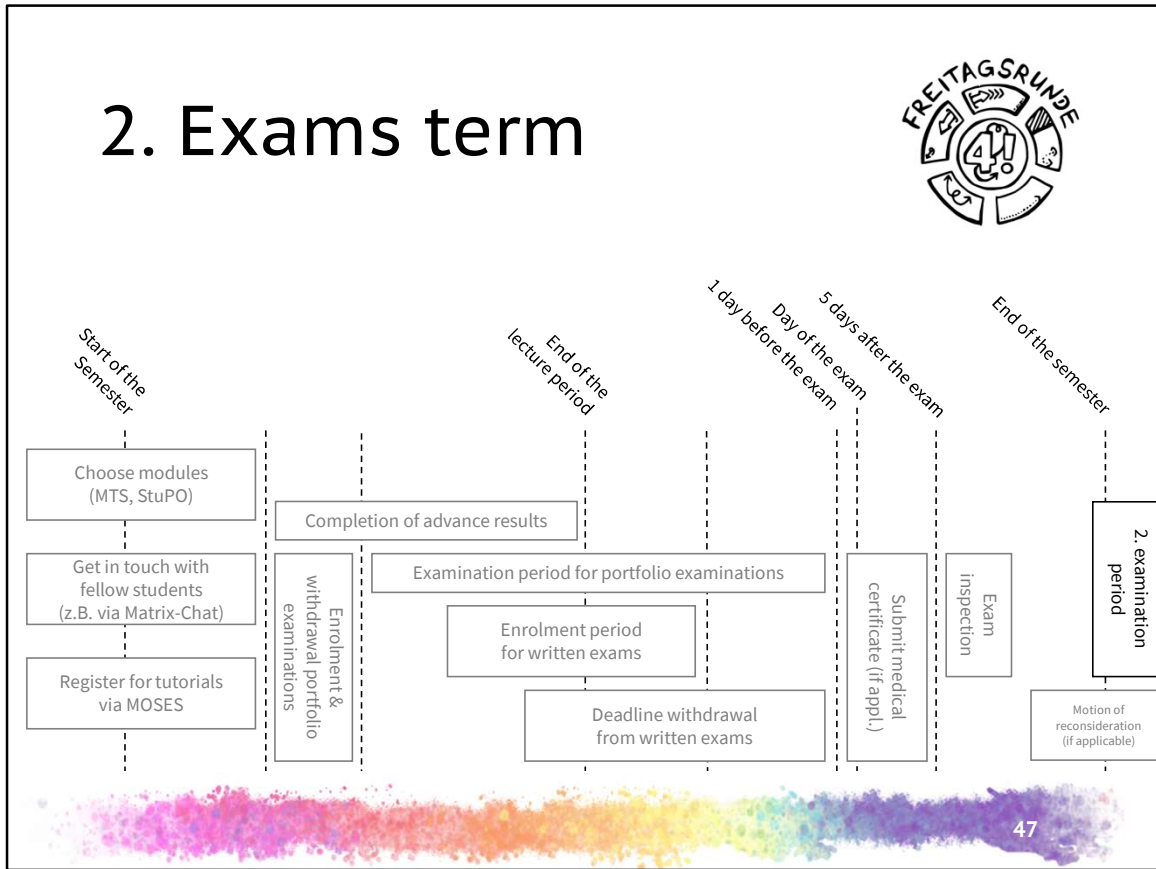 2. Exams term
FREITAGSRUNDE
4!
Start of the
Semester
End of the
lecture period
1 day before the exam
Day of the exam
5 days after the exam
End of the semester
Choose modules
(MTS, StuPO)
Get in touch with
fellow students
(z.B. via Matrix-Chat)
Register for tutorials
via MOSES
Completion of advance results
Enrolment &
withdrawal portfolio
examinations
Examination period for portfolio examinations
Enrolment period
for written exams
Deadline withdrawal
from written exams
Submit medical
certificate (if appl.)
Exam
inspection
2. examination
period
Motion of
reconsideration
(if applicable)
47